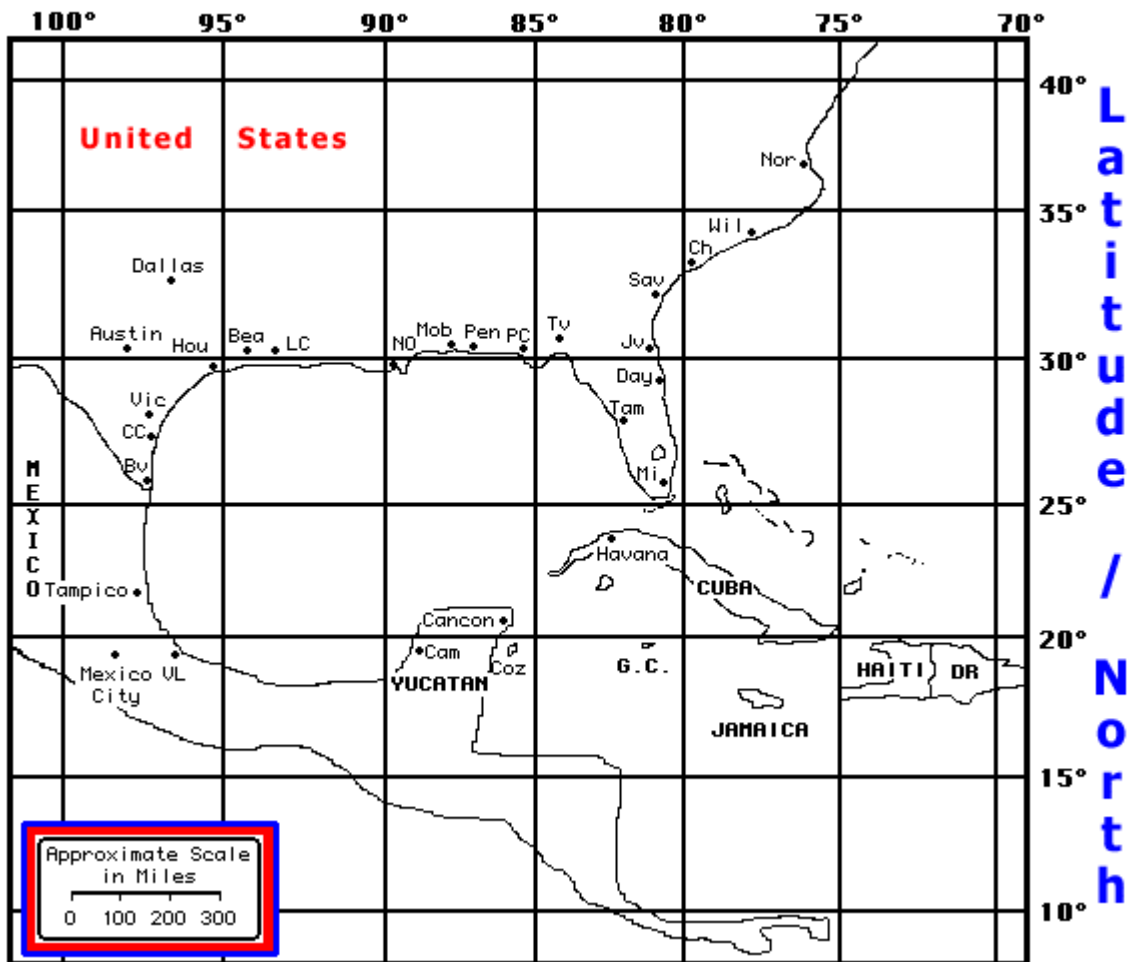 100° 95° 90° 85° 80° 75° 70°
40°
United States
Nor
35°
Wil
Ch
Dallas
Sav
Austin Hou Bea LC NO Mob Pen PC Tv Jv
30°
Day
Vic
Tam
CC
Bv
Mi
25°
MEXICO
Havana
Tampico
CUBA
Cancon
20°
Cam
Coz
G.C.
HAITI DR
Mexico VL
City
YUCATAN
JAMAICA
15°
Approximate Scale
in Miles
0 100 200 300
10°
Latitude / North